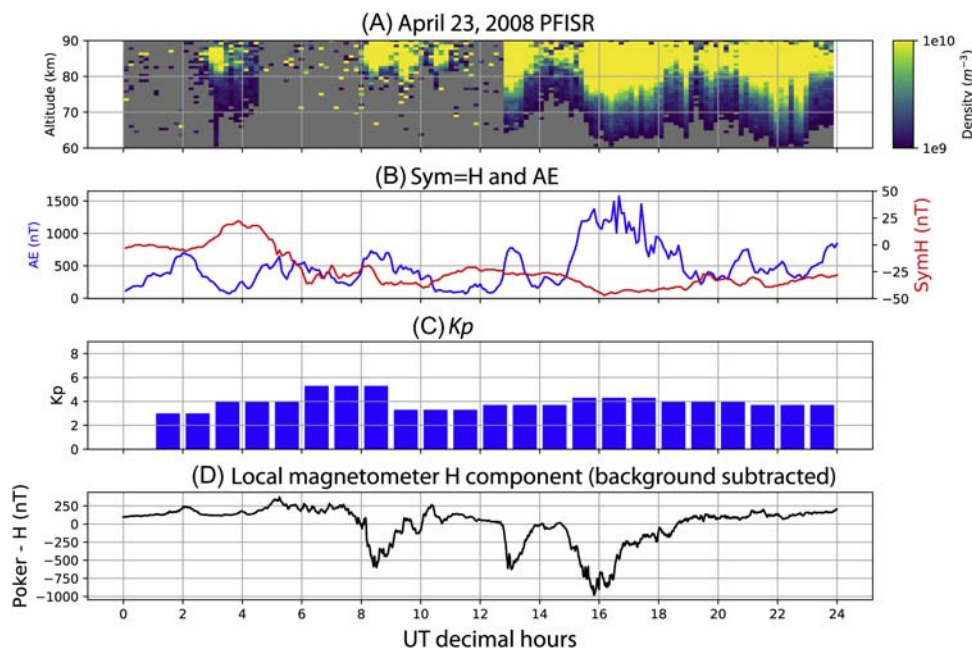 (A) April 23, 2008 PFISR
Altitude (km)
90
80
70
60
1e10
1e9
Density (m⁻³)
(B) Sym=H and AE
AE (nT)
1500
1000
500
0
50
25
0
−25
−50
SymH (nT)
(C) Kp
Kp
8
6
4
2
0
(D) Local magnetometer H component (background subtracted)
Poker - H (nT)
250
0
−250
−500
−750
−1000
0 2 4 6 8 10 12 14 16 18 20 22 24
UT decimal hours